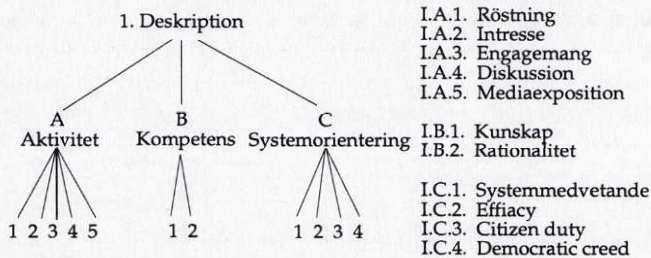 1. Deskription
A
Aktivitet
B
Kompetens
C
Systemorientering
1 2 3 4 5
1 2
1 2 3 4
I.A.1. Röstning
I.A.2. Intresse
I.A.3. Engagemang
I.A.4. Diskussion
I.A.5. Mediaexposition
I.B.1. Kunskap
I.B.2. Rationalitet
I.C.1. Systemmedvetande
I.C.2. Effiacy
I.C.3. Citizen duty
I.C.4. Democratic creed